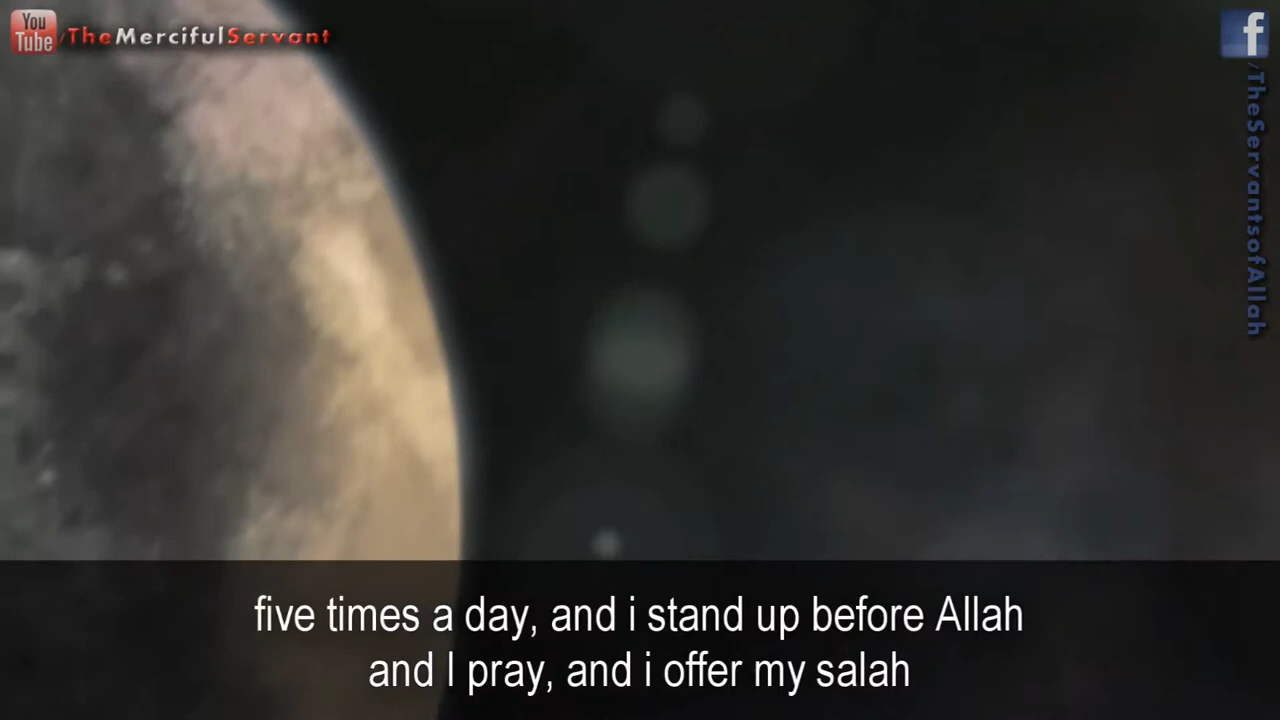 You
Tube /TheMercifulServant
f
/TheServantsofAllah
five times a day, and i stand up before Allah
and I pray, and i offer my salah